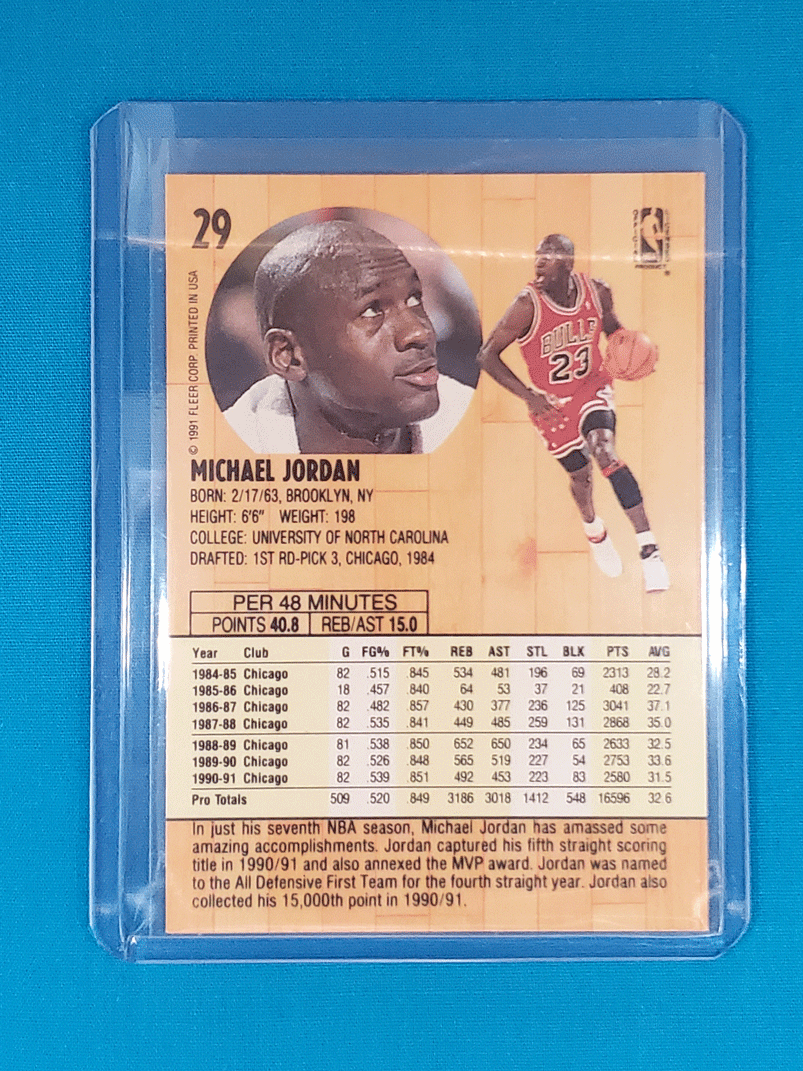 29
OFFICIAL LICENSED
PRODUCT ®
© 1991 FLEER CORP. PRINTED IN USA
BULLS
23
MICHAEL JORDAN
BORN: 2/17/63, BROOKLYN, NY
HEIGHT: 6'6" WEIGHT: 198
COLLEGE: UNIVERSITY OF NORTH CAROLINA
DRAFTED: 1ST RD-PICK 3, CHICAGO, 1984
PER 48 MINUTES
POINTS 40.8 REB/AST 15.0
Year Club G FG% FT% REB AST STL BLK PTS AVG
1984-85 Chicago 82 .515 .845 534 481 196 69 2313 28.2
1985-86 Chicago 18 .457 .840 64 53 37 21 408 22.7
1986-87 Chicago 82 .482 .857 430 377 236 125 3041 37.1
1987-88 Chicago 82 .535 .841 449 485 259 131 2868 35.0
1988-89 Chicago 81 .538 .850 652 650 234 65 2633 32.5
1989-90 Chicago 82 .526 .848 565 519 227 54 2753 33.6
1990-91 Chicago 82 .539 .851 492 453 223 83 2580 31.5
Pro Totals 509 .520 .849 3186 3018 1412 548 16596 32.6
In just his seventh NBA season, Michael Jordan has amassed some
amazing accomplishments. Jordan captured his fifth straight scoring
title in 1990/91 and also annexed the MVP award. Jordan was named
to the All Defensive First Team for the fourth straight year. Jordan also
collected his 15,000th point in 1990/91.